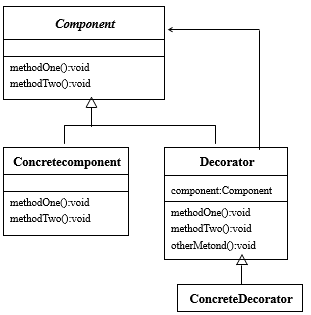 Component
methodOne():void
methodTwo():void
Concretecomponent
methodOne():void
methodTwo():void
Decorator
component:Component
methodOne():void
methodTwo():void
otherMetond():void
ConcreteDecorator